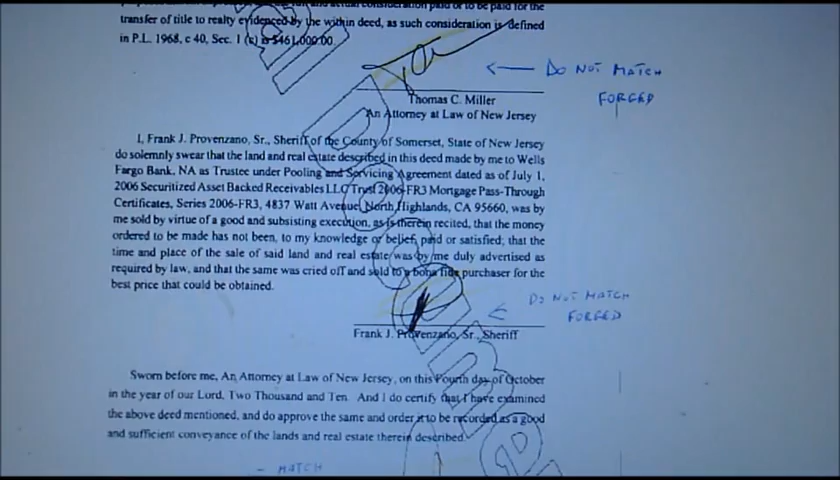 actual consideration paid or to be paid for the
transfer of title to realty evidenced by the within deed, as such consideration is defined
in P.L. 1968, c 40, Sec. 1 (c) is $461,000.00.
← DO NOT MATCH
FORGED
Thomas C. Miller
An Attorney at Law of New Jersey
I, Frank J. Provenzano, Sr., Sheriff of the County of Somerset, State of New Jersey
do solemnly swear that the land and real estate described in this deed made by me to Wells
Fargo Bank, NA as Trustee under Pooling and Servicing Agreement dated as of July 1,
2006 Securitized Asset Backed Receivables LLC Trust 2006-FR3 Mortgage Pass-Through
Certificates, Series 2006-FR3, 4837 Watt Avenue, North Highlands, CA 95660, was by
me sold by virtue of a good and subsisting execution, as is therein recited, that the money
ordered to be made has not been, to my knowledge or belief, paid or satisfied; that the
time and place of the sale of said land and real estate was by me duly advertised as
required by law, and that the same was cried off and sold to a bona fide purchaser for the
best price that could be obtained.
← DO NOT MATCH
FORGED
Frank J. Provenzano, Sr., Sheriff
Sworn before me, An Attorney at Law of New Jersey, on this Fourth day of October
in the year of our Lord, Two Thousand and Ten. And I do certify that I have examined
the above deed mentioned, and do approve the same and order it to be recorded as a good
and sufficient conveyance of the lands and real estate therein described.
- MATCH